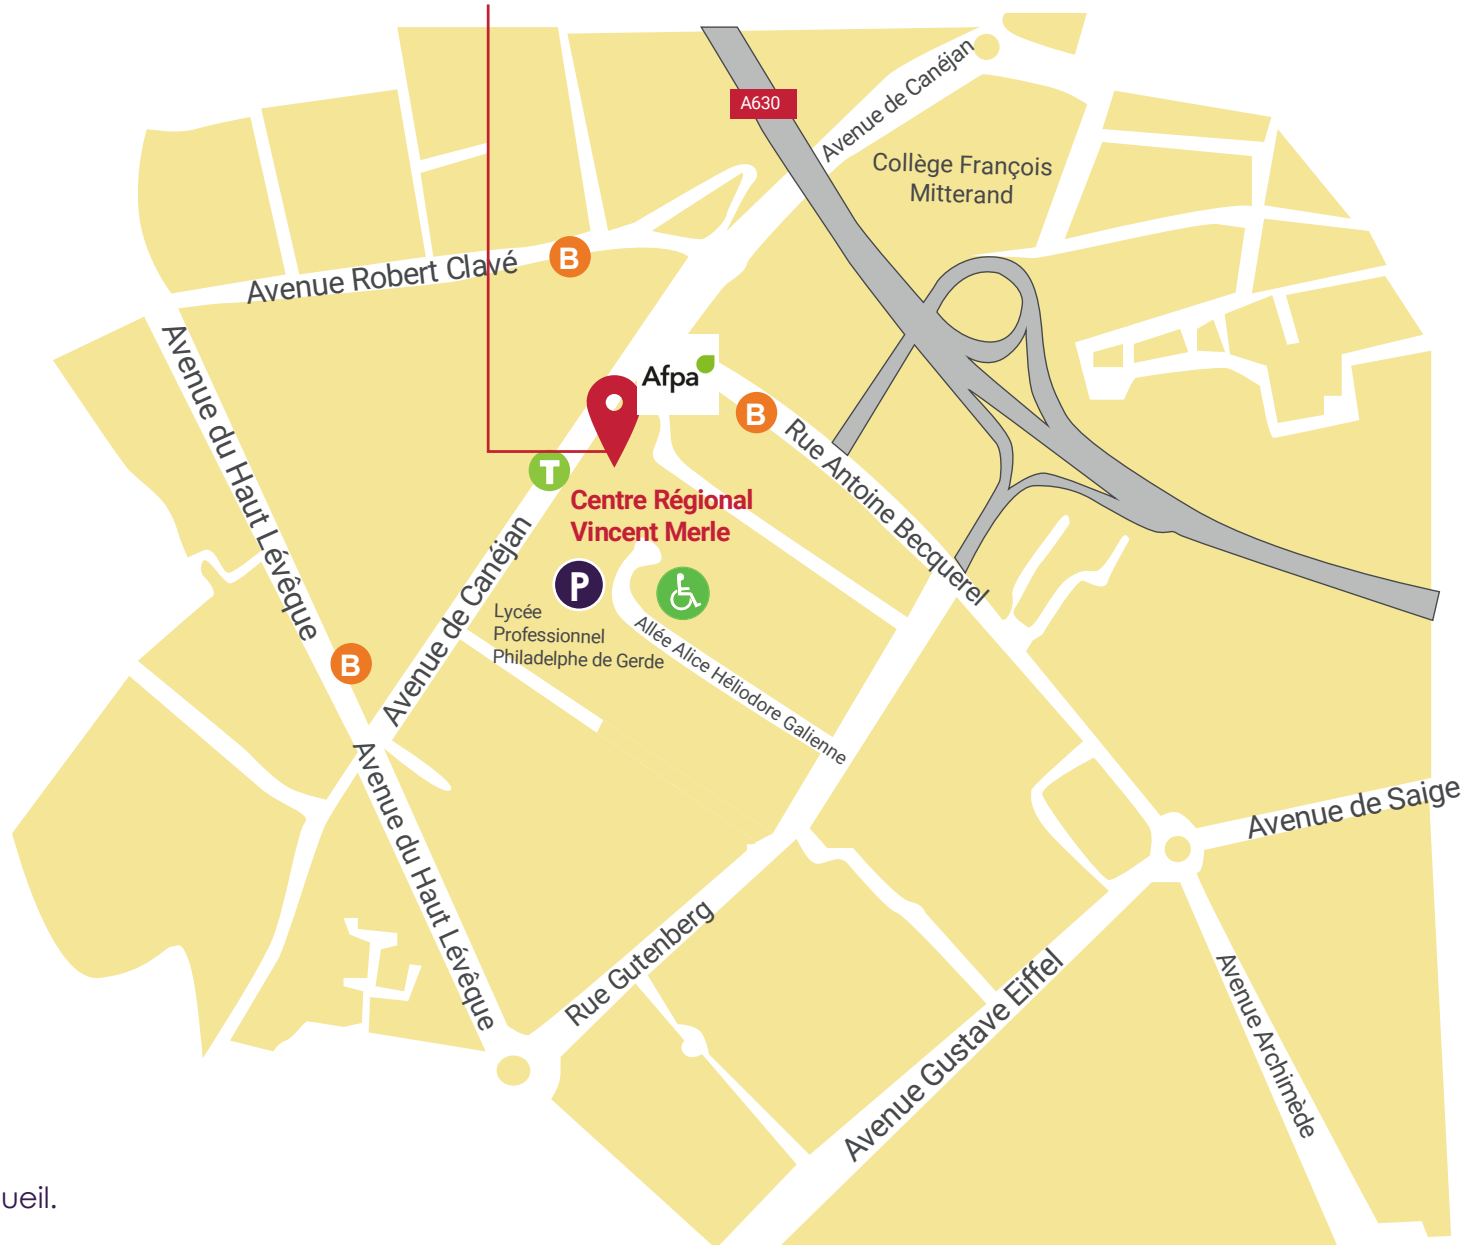 A630
Avenue de Canéjan
Collège François
Mitterand
Avenue Robert Clavé
B
Avenue du Haut Lévêque
Afpa
B
Rue Antoine Becquerel
T
Centre Régional
Vincent Merle
Avenue de Canéjan
P
Lycée
Professionnel
Philadelphe de Gerde
Allée Alice Héliodore Galienne
B
Avenue du Haut Lévêque
Avenue de Saige
Rue Gutenberg
Avenue Gustave Eiffel
Avenue Archimède
ueil.